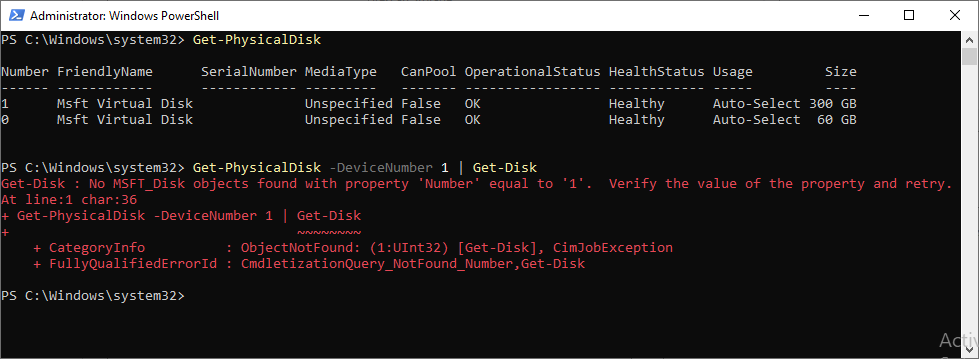 Administrator: Windows PowerShell
PS C:\Windows\system32> Get-PhysicalDisk
Number FriendlyName      SerialNumber MediaType   CanPool OperationalStatus HealthStatus Usage         Size
------ ------------      ------------ ---------   ------- ----------------- ------------ -----         ----
1      Msft Virtual Disk              Unspecified False   OK                Healthy      Auto-Select 300 GB
0      Msft Virtual Disk              Unspecified False   OK                Healthy      Auto-Select  60 GB
PS C:\Windows\system32> Get-PhysicalDisk -DeviceNumber 1 | Get-Disk
Get-Disk : No MSFT_Disk objects found with property 'Number' equal to '1'.  Verify the value of the property and retry.
At line:1 char:36
+ Get-PhysicalDisk -DeviceNumber 1 | Get-Disk
+                                    ~~~~~~~~
    + CategoryInfo          : ObjectNotFound: (1:UInt32) [Get-Disk], CimJobException
    + FullyQualifiedErrorId : CmdletizationQuery_NotFound_Number,Get-Disk
PS C:\Windows\system32>